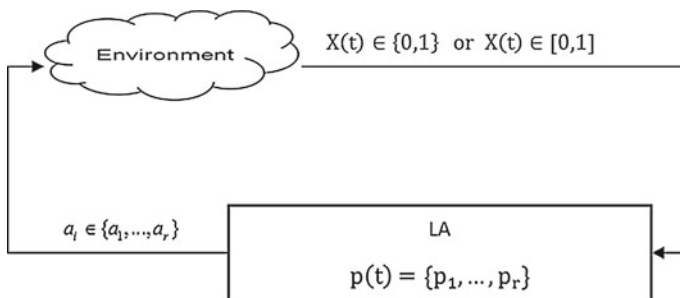 Environment
X(t) ∈ {0,1} or X(t) ∈ [0,1]
a_i ∈ {a_1,...,a_r}
LA
p(t) = {p_1, ..., p_r}